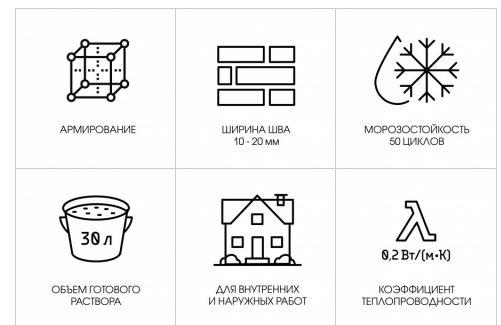 АРМИРОВАНИЕ
ШИРИНА ШВА
10 - 20 мм
МОРОЗОСТОЙКОСТЬ
50 ЦИКЛОВ
30 л
ОБЪЕМ ГОТОВОГО
РАСТВОРА
ДЛЯ ВНУТРЕННИХ
И НАРУЖНЫХ РАБОТ
λ
0,2 Вт/(м•К)
КОЭФФИЦИЕНТ
ТЕПЛОПРОВОДНОСТИ